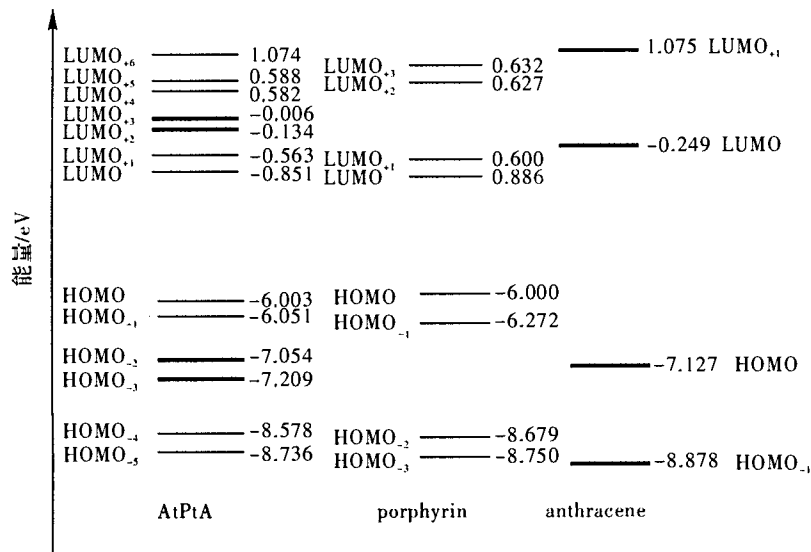 能量/eV
LUMO+6 1.074
LUMO+5 0.588
LUMO+4 0.582
LUMO+3 -0.006
LUMO+2 -0.134
LUMO+1 -0.563
LUMO -0.851
HOMO -6.003
HOMO-1 -6.051
HOMO-2 -7.054
HOMO-3 -7.209
HOMO-4 -8.578
HOMO-5 -8.736
AtPtA
LUMO+3 0.632
LUMO+2 0.627
LUMO+1 0.600
LUMO 0.886
HOMO -6.000
HOMO-1 -6.272
HOMO-2 -8.679
HOMO-3 -8.750
porphyrin
1.075 LUMO+1
-0.249 LUMO
-7.127 HOMO
-8.878 HOMO-1
anthracene